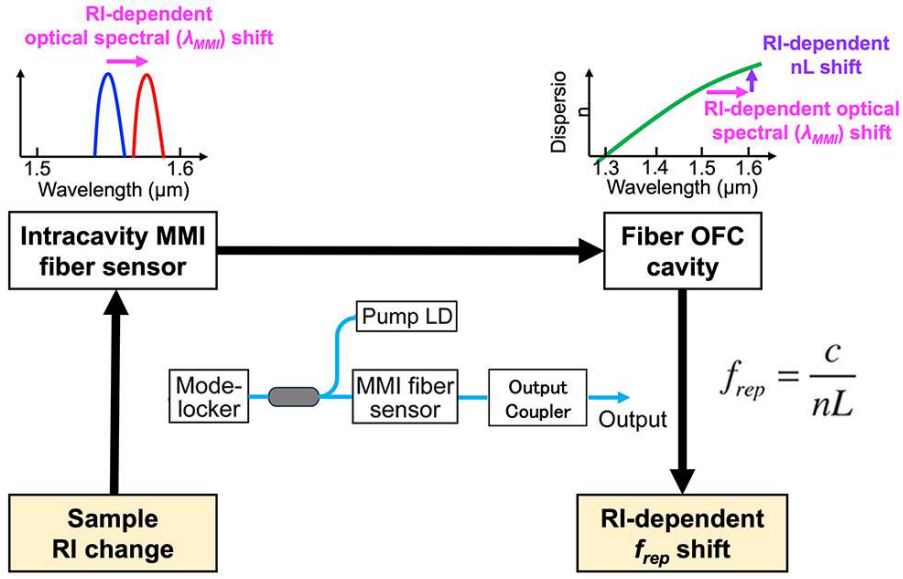 RI-dependent
optical spectral (λMMI) shift
1.5
1.6
Wavelength (μm)
RI-dependent
nL shift
RI-dependent optical
spectral (λMMI) shift
Dispersio
n
1.3
1.4
1.5
1.6
Wavelength (μm)
Intracavity MMI
fiber sensor
Fiber OFC
cavity
Pump LD
Mode-
locker
MMI fiber
sensor
Output
Coupler
Output
frep = c/nL
Sample
RI change
RI-dependent
frep shift